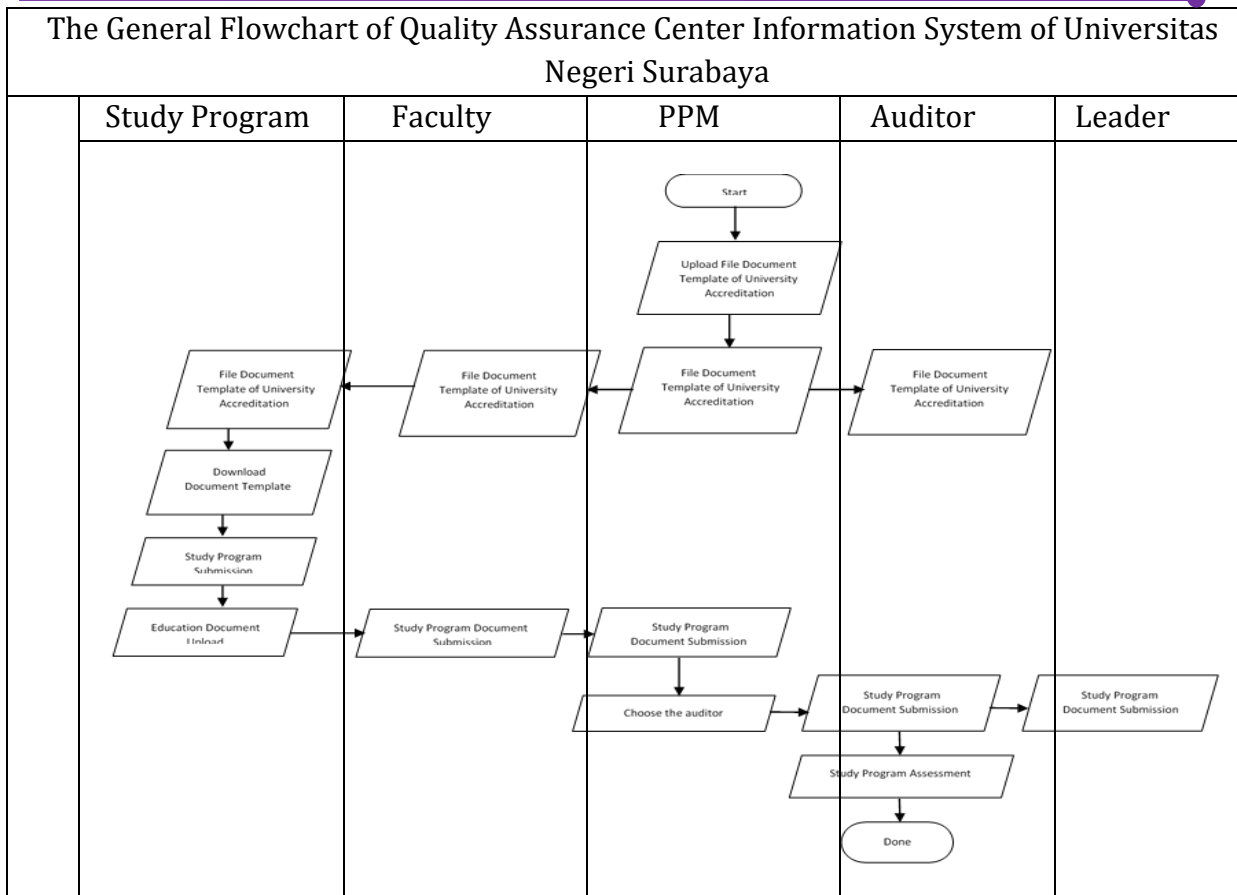 The General Flowchart of Quality Assurance Center Information System of Universitas
Negeri Surabaya
Study Program
Faculty
PPM
Auditor
Leader
Start
Upload File Document
Template of University
Accreditation
File Document
Template of University
Accreditation
File Document
Template of University
Accreditation
File Document
Template of University
Accreditation
File Document
Template of University
Accreditation
Download
Document Template
Study Program
Submission
Education Document
Upload
Study Program Document
Submission
Study Program
Document Submission
Choose the auditor
Study Program
Document Submission
Study Program
Document Submission
Study Program Assessment
Done